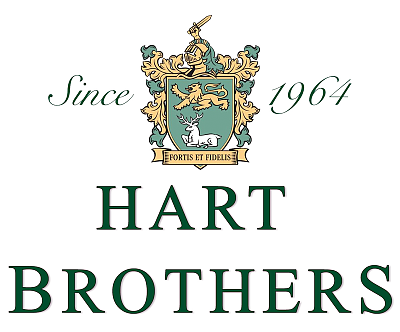 Since 1964
FORTIS ET FIDELIS
HART
BROTHERS